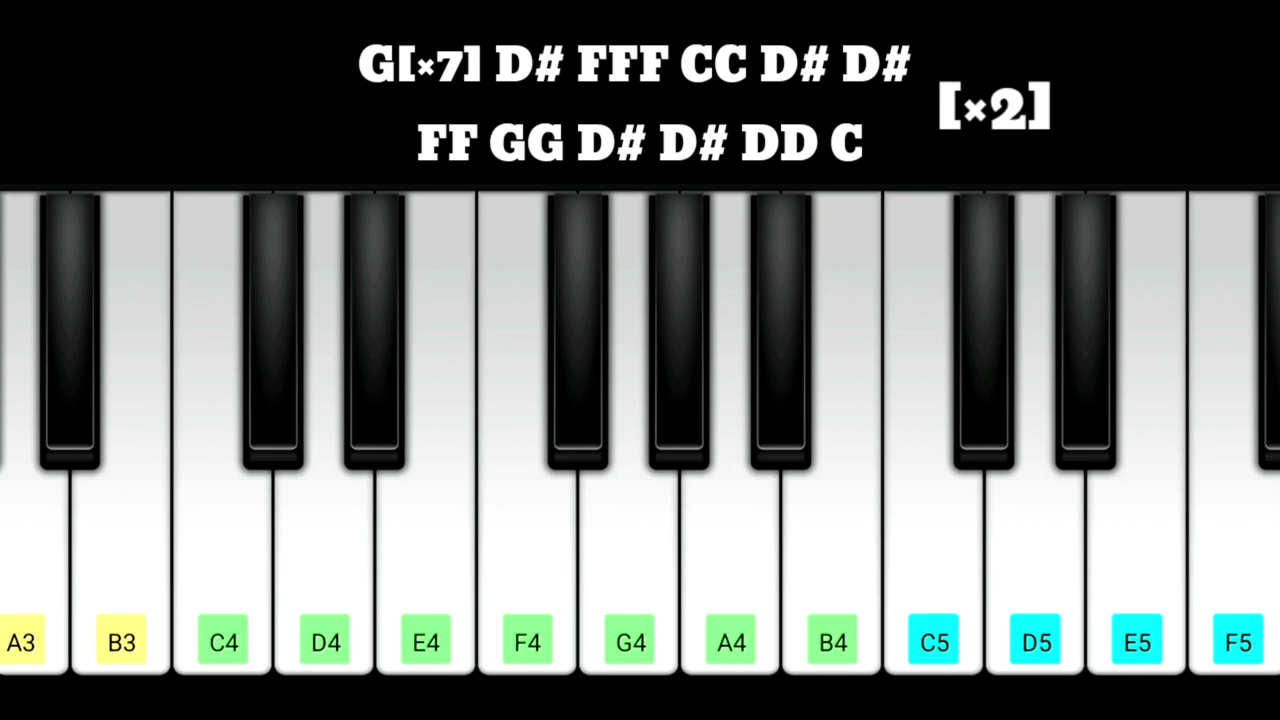 G[×7] D# FFF CC D# D#
[×2]
FF GG D# D# DD C
A3 B3 C4 D4 E4 F4 G4 A4 B4 C5 D5 E5 F5